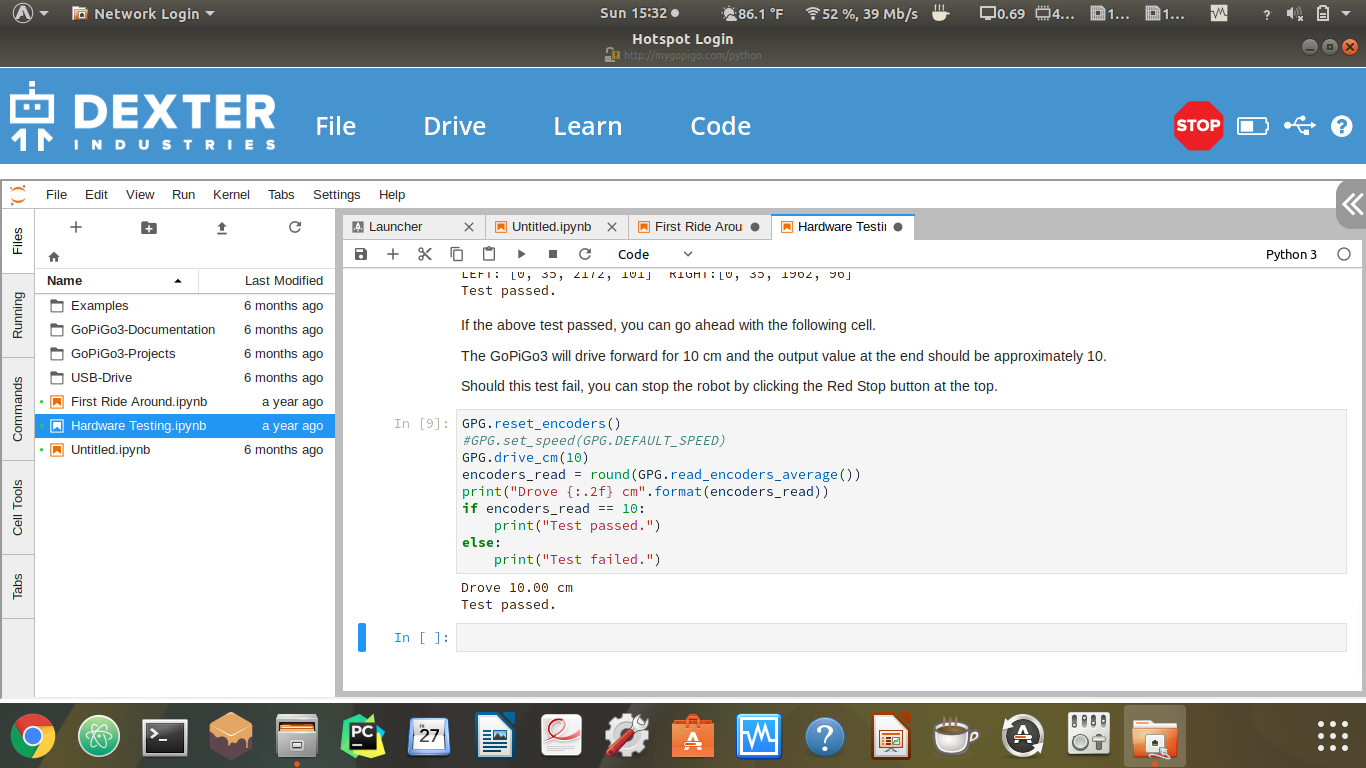 Network Login
Sun 15:32
86.1 °F
52 %, 39 Mb/s
0.69
4...
1...
1...
?
Hotspot Login
http://mygopigo.com/python
DEXTER
INDUSTRIES
File
Drive
Learn
Code
STOP
?
File Edit View Run Kernel Tabs Settings Help
Files
Running
Commands
Cell Tools
Tabs
Name Last Modified
Examples 6 months ago
GoPiGo3-Documentation 6 months ago
GoPiGo3-Projects 6 months ago
USB-Drive 6 months ago
First Ride Around.ipynb a year ago
Hardware Testing.ipynb a year ago
Untitled.ipynb 6 months ago
Launcher
Untitled.ipynb
First Ride Arou
Hardware Testi
Code
Python 3
LEFT: [0, 35, 2172, 101]  RIGHT:[0, 35, 1962, 96]
Test passed.
If the above test passed, you can go ahead with the following cell.
The GoPiGo3 will drive forward for 10 cm and the output value at the end should be approximately 10.
Should this test fail, you can stop the robot by clicking the Red Stop button at the top.
In [9]:
GPG.reset_encoders()
#GPG.set_speed(GPG.DEFAULT_SPEED)
GPG.drive_cm(10)
encoders_read = round(GPG.read_encoders_average())
print("Drove {:.2f} cm".format(encoders_read))
if encoders_read == 10:
    print("Test passed.")
else:
    print("Test failed.")
Drove 10.00 cm
Test passed.
In [ ]:
>_
PC
27
?